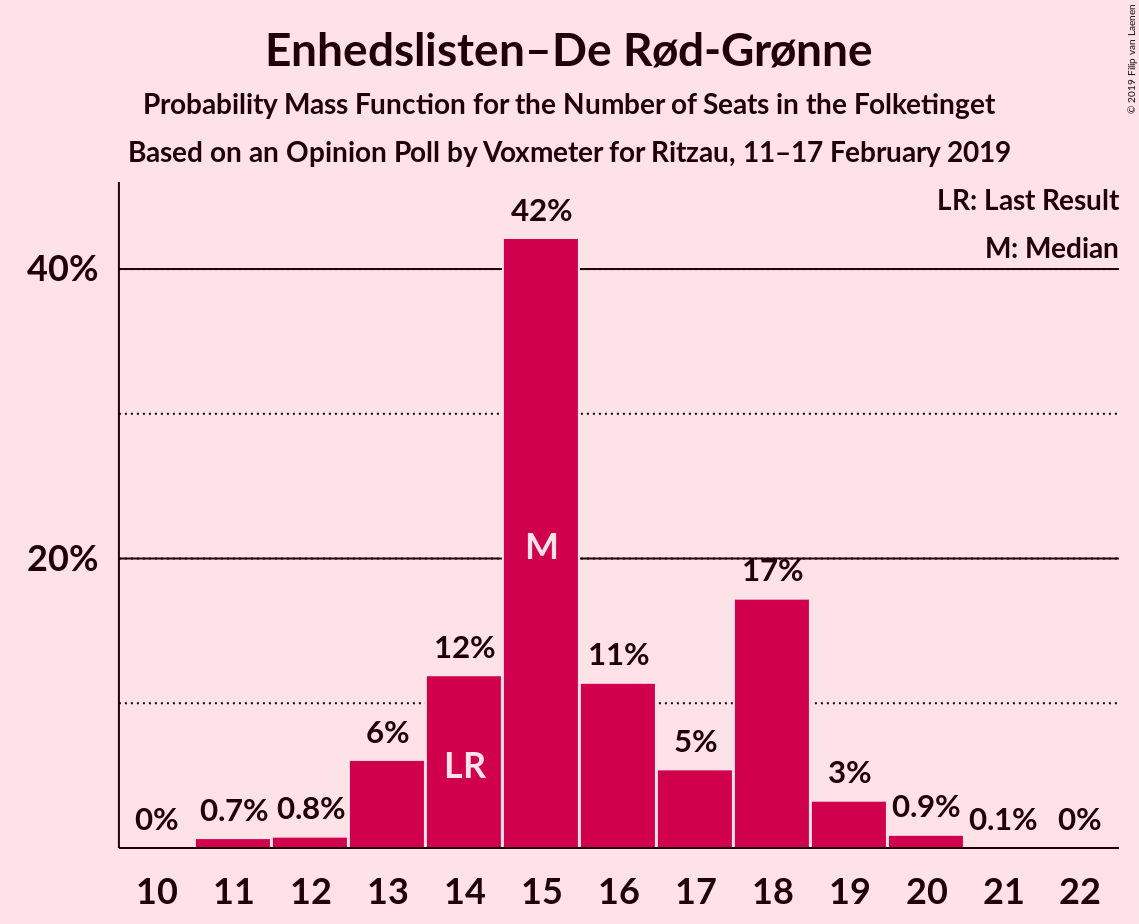 Enhedslisten–De Rød-Grønne
Probability Mass Function for the Number of Seats in the Folketinget
Based on an Opinion Poll by Voxmeter for Ritzau, 11–17 February 2019
© 2019 Filip van Laenen
LR: Last Result
M: Median
40%
20%
0%
0.7%
0.8%
6%
12%
42%
11%
5%
17%
3%
0.9%
0.1%
0%
LR
M
10 11 12 13 14 15 16 17 18 19 20 21 22